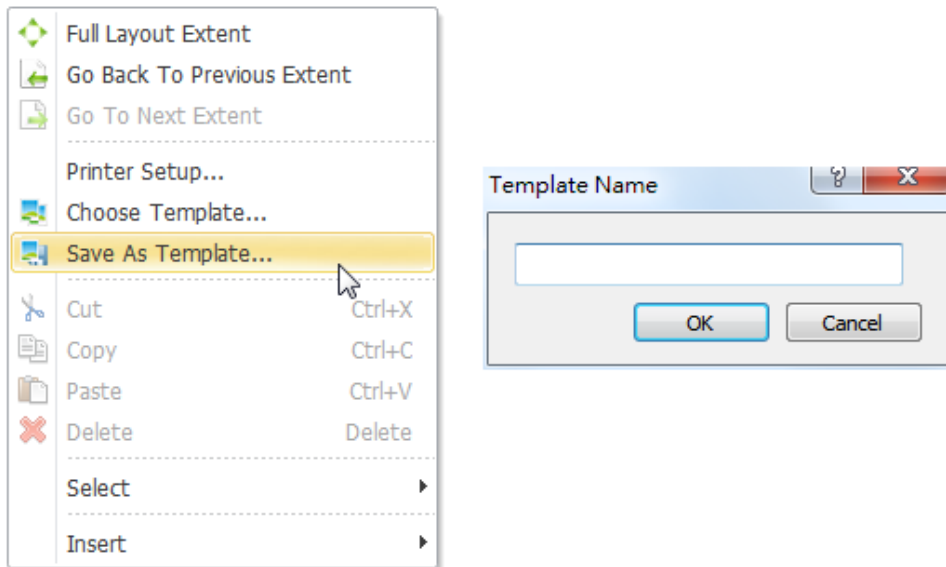 Full Layout Extent
Go Back To Previous Extent
Go To Next Extent
Printer Setup...
Choose Template...
Save As Template...
Cut Ctrl+X
Copy Ctrl+C
Paste Ctrl+V
Delete Delete
Select
Insert
Template Name
OK Cancel